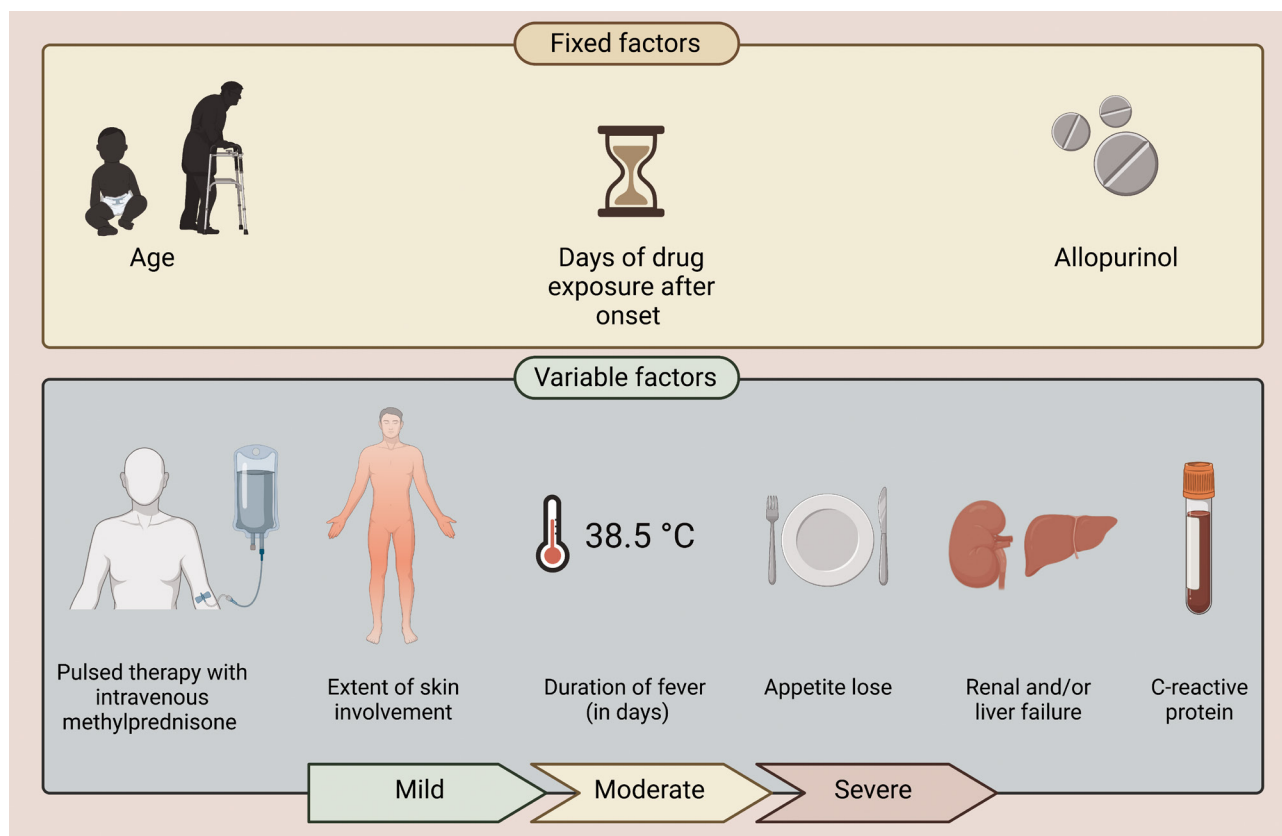 Fixed factors
Age
Days of drug
exposure after
onset
Allopurinol
Variable factors
38.5 °C
Pulsed therapy with
intravenous
methylprednisone
Extent of skin
involvement
Duration of fever
(in days)
Appetite lose
Renal and/or
liver failure
C-reactive
protein
Mild
Moderate
Severe